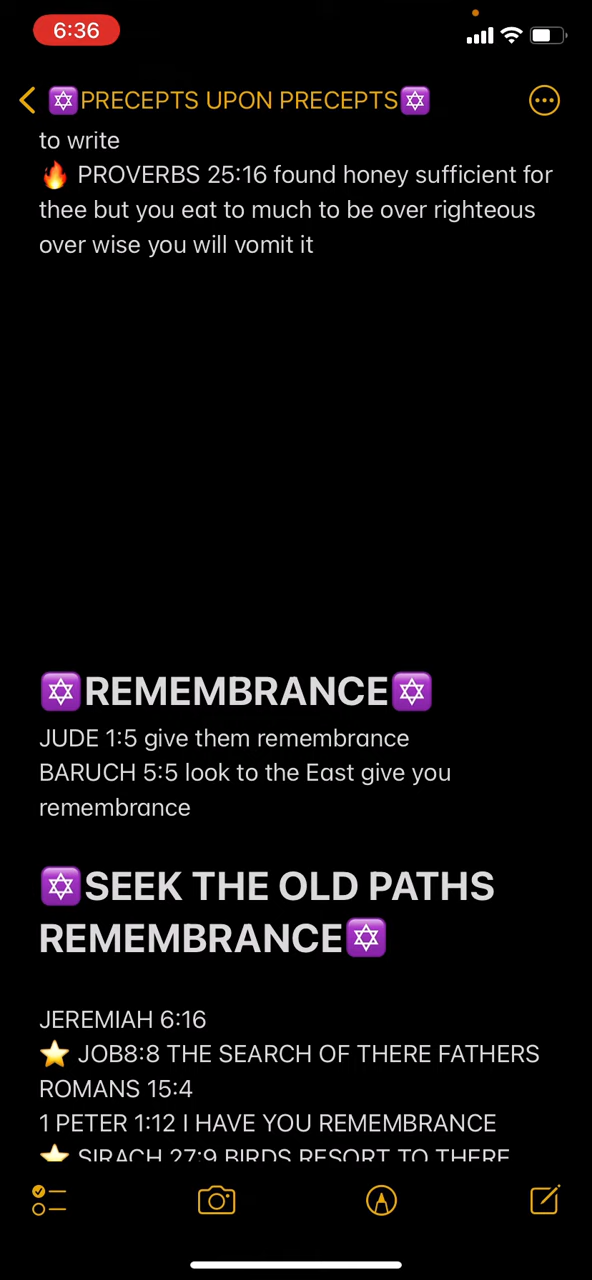 6:36
🔯PRECEPTS UPON PRECEPTS🔯
to write
🔥 PROVERBS 25:16 found honey sufficient for
thee but you eat to much to be over righteous
over wise you will vomit it
🔯REMEMBRANCE🔯
JUDE 1:5 give them remembrance
BARUCH 5:5 look to the East give you
remembrance
🔯SEEK THE OLD PATHS
REMEMBRANCE🔯
JEREMIAH 6:16
⭐ JOB8:8 THE SEARCH OF THERE FATHERS
ROMANS 15:4
1 PETER 1:12 I HAVE YOU REMEMBRANCE
⭐ SIRACH 27:9 BIRDS RESORT TO THERE